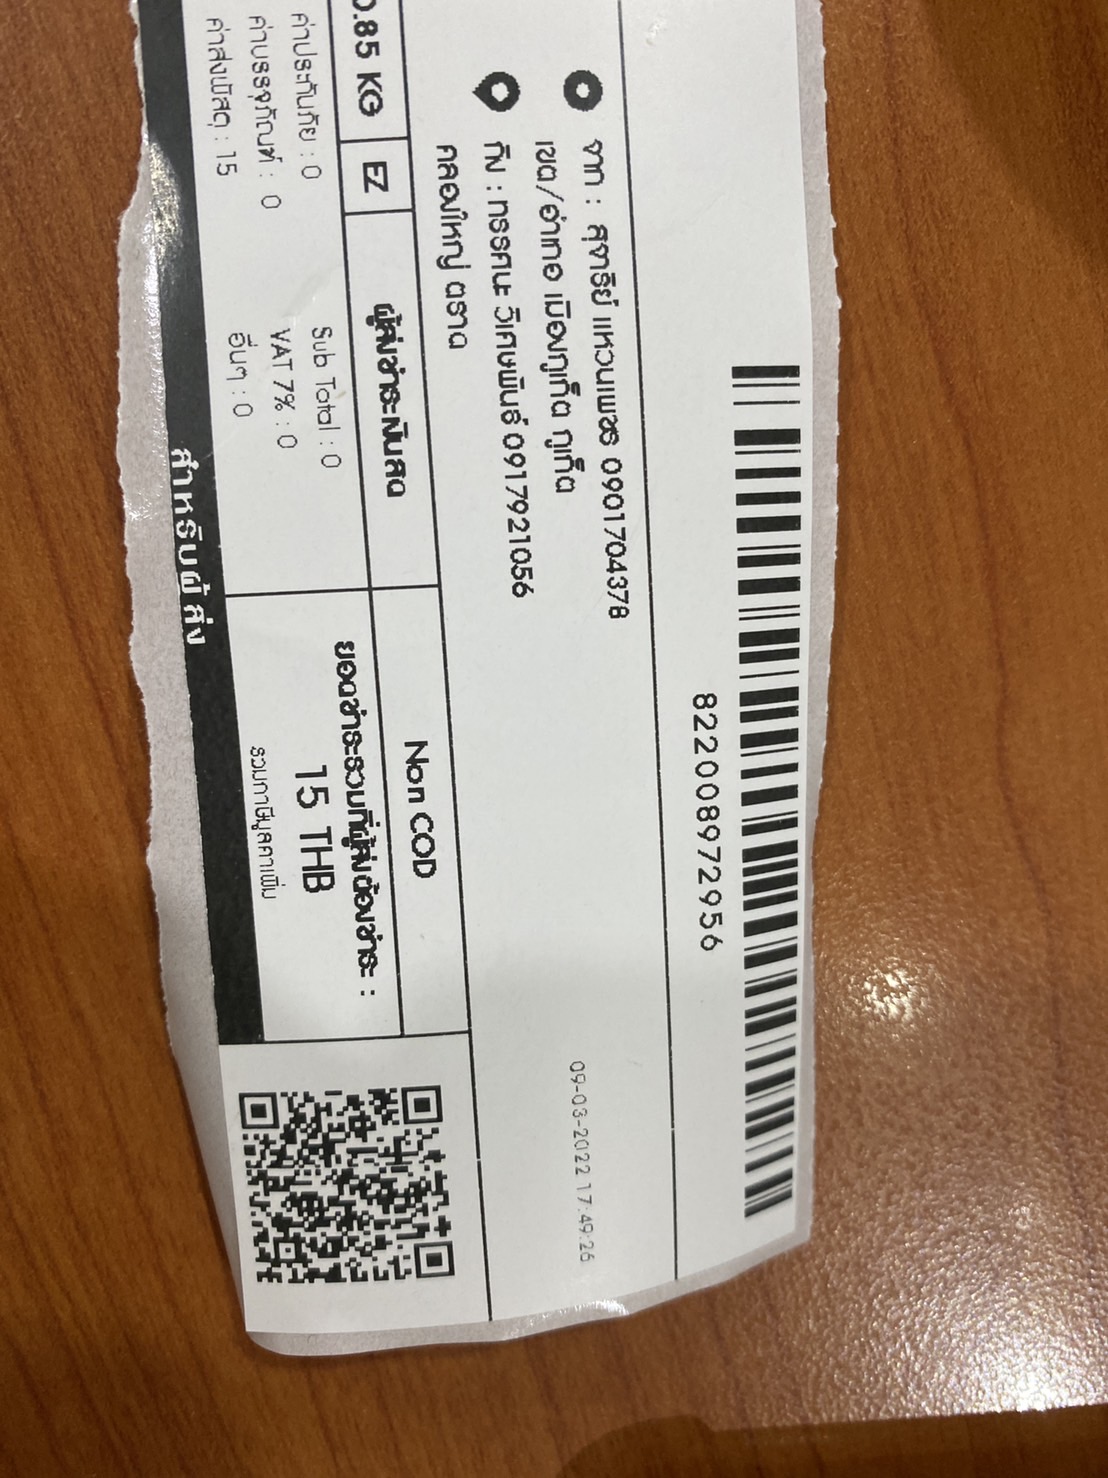 822008972956
จาก : สุจาริย์ แหวนเพชร 0901704378
เขต/อำเภอ เมืองภูเก็ต ภูเก็ต
09-03-2022 17:49:26
ถึง : ทรรศนะ วิเศษพันธ์ 0917921056
คลองใหญ่ ตราด
0.85 KG
EZ
ผู้ส่งชำระเงินสด
Non COD
ค่าประกันภัย : 0
Sub Total : 0
ค่าบรรจุภัณฑ์ : 0
VAT 7% : 0
ค่าส่งพัสดุ : 15
อื่นๆ : 0
ยอดชำระรวมที่ผู้ส่งต้องชำระ :
15 THB
รวมภาษีมูลค่าเพิ่ม
สำหรับผู้ส่ง